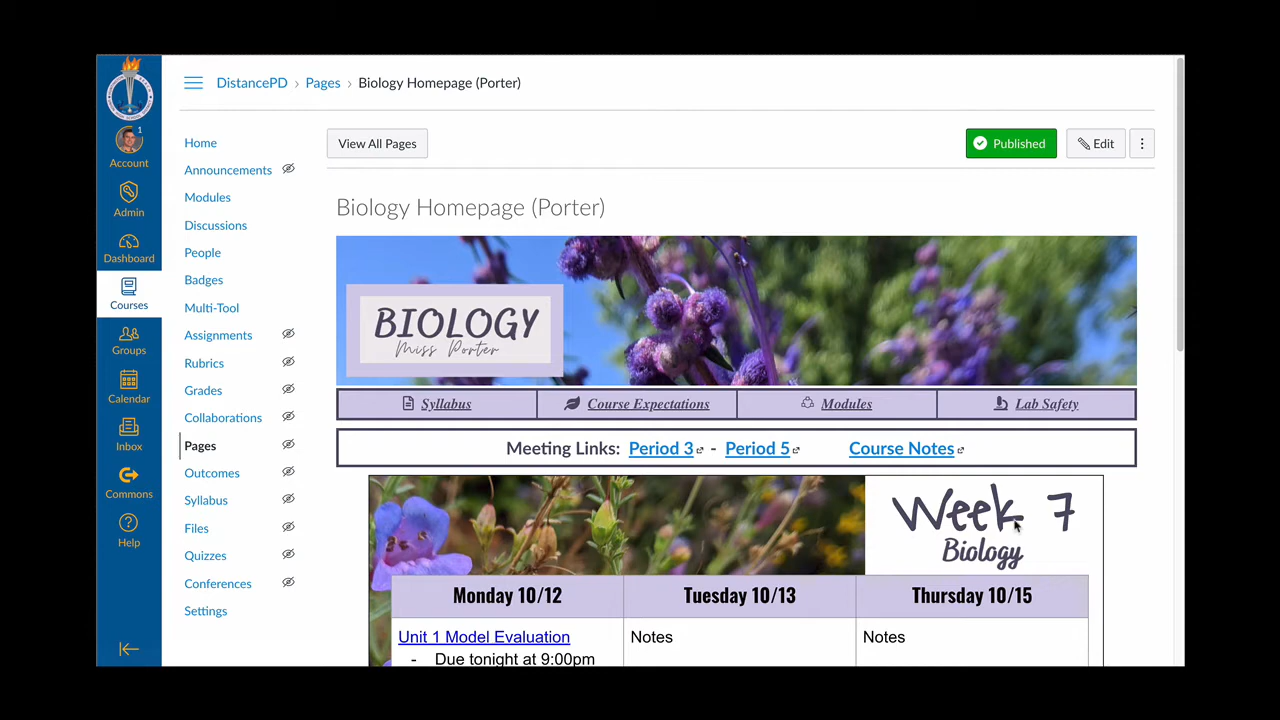 DistancePD › Pages › Biology Homepage (Porter)
1
Account
Admin
Dashboard
Courses
Groups
Calendar
Inbox
Commons
Help
Home
Announcements
Modules
Discussions
People
Badges
Multi-Tool
Assignments
Rubrics
Grades
Collaborations
Pages
Outcomes
Syllabus
Files
Quizzes
Conferences
Settings
View All Pages
Published
Edit
Biology Homepage (Porter)
BIOLOGY
Miss Porter
Syllabus
Course Expectations
Modules
Lab Safety
Meeting Links: Period 3 - Period 5 Course Notes
Week 7
Biology
Monday 10/12
Tuesday 10/13
Thursday 10/15
Unit 1 Model Evaluation
- Due tonight at 9:00pm
Notes
Notes